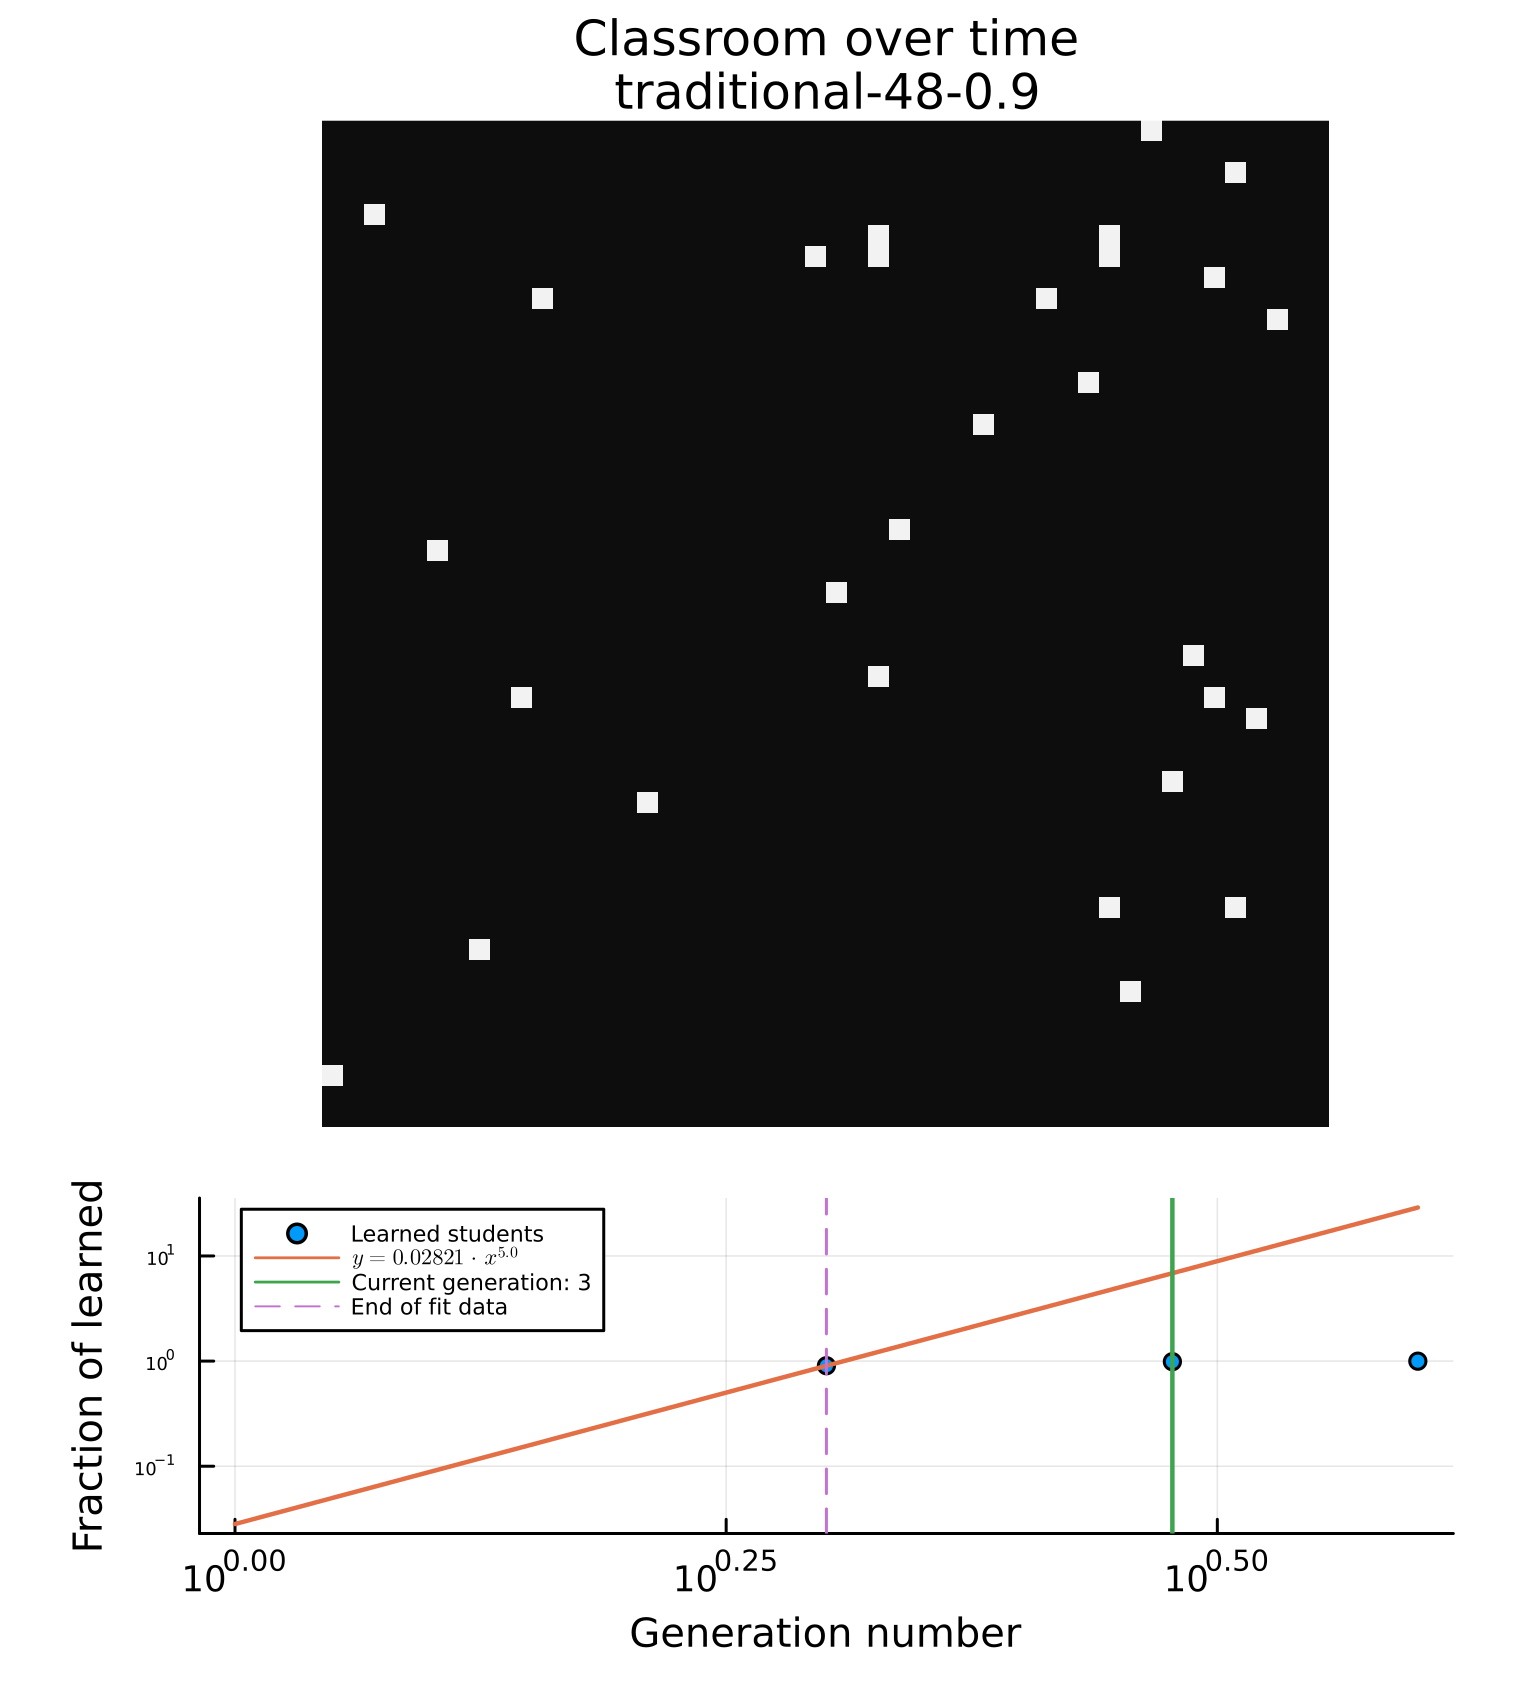 Classroom over time
traditional-48-0.9
Fraction of learned
10^1
10^0
10^−1
Learned students
y = 0.02821 · x^5.0
Current generation: 3
End of fit data
10^0.00
10^0.25
10^0.50
Generation number